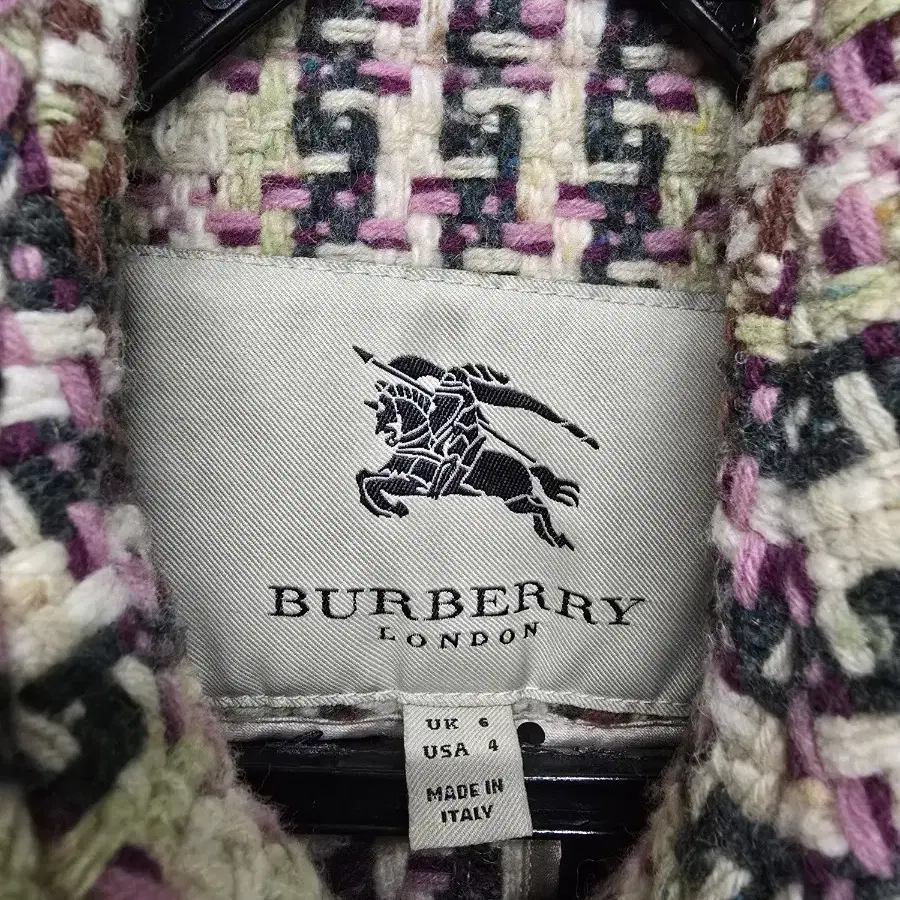 BURBERRY
LONDON
UK 6
USA 4
MADE IN
ITALY